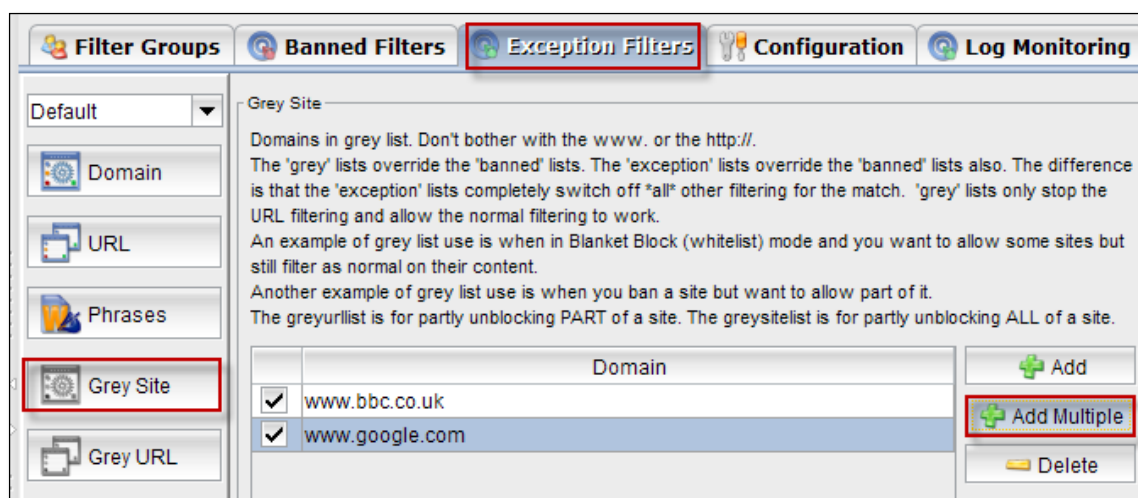 Filter Groups
Banned Filters
Exception Filters
Configuration
Log Monitoring
Default
Domain
URL
Phrases
Grey Site
Grey URL
Grey Site
Domains in grey list. Don't bother with the www. or the http://.
The 'grey' lists override the 'banned' lists. The 'exception' lists override the 'banned' lists also. The difference
is that the 'exception' lists completely switch off *all* other filtering for the match. 'grey' lists only stop the
URL filtering and allow the normal filtering to work.
An example of grey list use is when in Blanket Block (whitelist) mode and you want to allow some sites but
still filter as normal on their content.
Another example of grey list use is when you ban a site but want to allow part of it.
The greyurllist is for partly unblocking PART of a site. The greysitelist is for partly unblocking ALL of a site.
Domain
www.bbc.co.uk
www.google.com
Add
Add Multiple
Delete